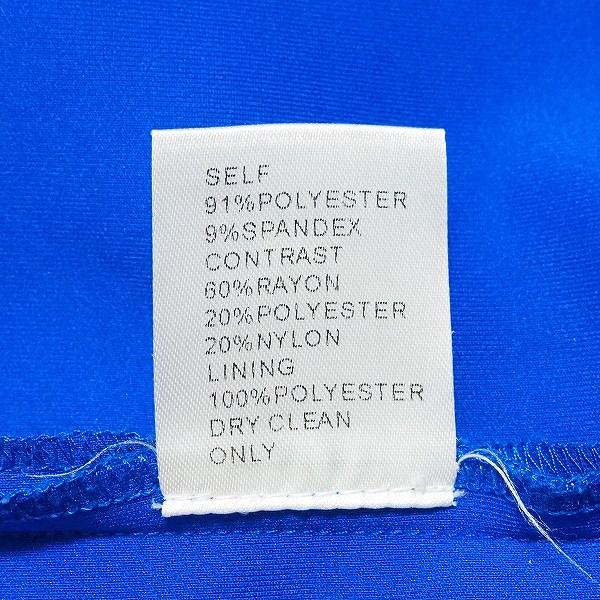 SELF
91%POLYESTER
9%SPANDEX
CONTRAST
60%RAYON
20%POLYESTER
20%NYLON
LINING
100%POLYESTER
DRY CLEAN
ONLY